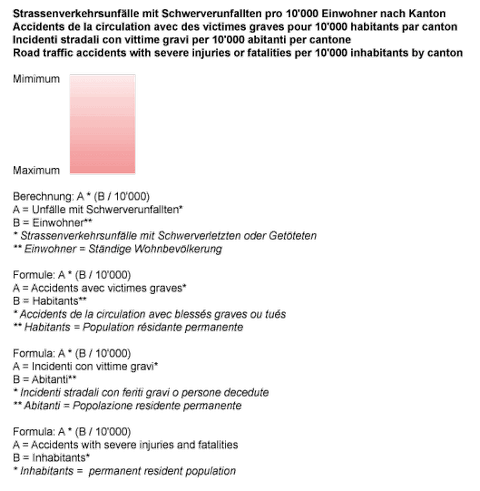 Strassenverkehrsunfälle mit Schwerverunfallten pro 10'000 Einwohner nach Kanton
Accidents de la circulation avec des victimes graves pour 10'000 habitants par canton
Incidenti stradali con vittime gravi per 10'000 abitanti per cantone
Road traffic accidents with severe injuries or fatalities per 10'000 inhabitants by canton
Mimimum
Maximum
Berechnung: A * (B / 10'000)
A = Unfälle mit Schwerverunfallten*
B = Einwohner**
* Strassenverkehrsunfälle mit Schwerverletzten oder Getöteten
** Einwohner = Ständige Wohnbevölkerung
Formule: A * (B / 10'000)
A = Accidents avec victimes graves*
B = Habitants**
* Accidents de la circulation avec blessés graves ou tués
** Habitants = Population résidante permanente
Formula: A * (B / 10'000)
A = Incidenti con vittime gravi*
B = Abitanti**
* Incidenti stradali con feriti gravi o persone decedute
** Abitanti = Popolazione residente permanente
Formula: A * (B / 10'000)
A = Accidents with severe injuries and fatalities
B = Inhabitants*
* Inhabitants = permanent resident population